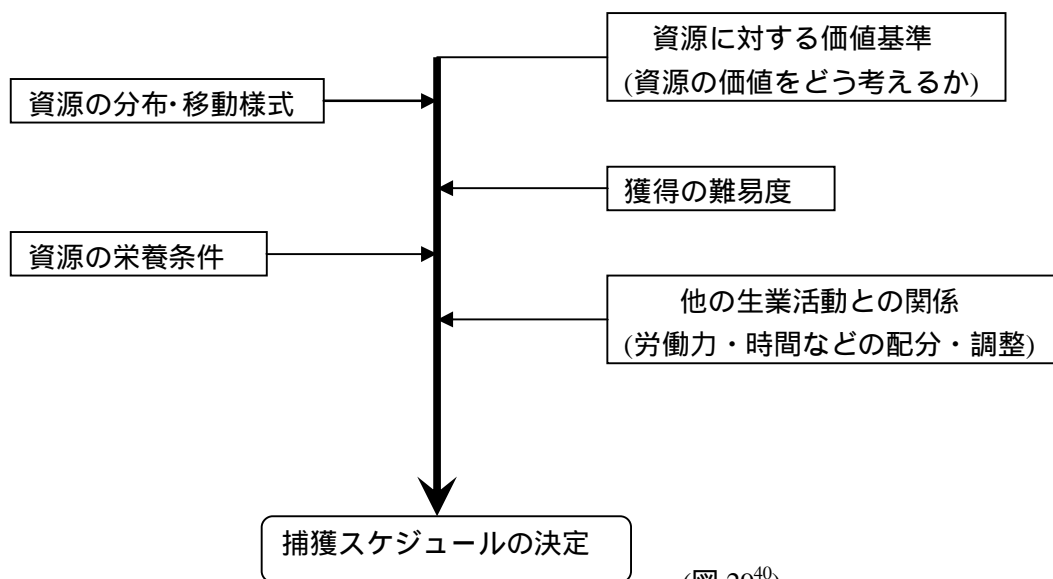 資源に対する価値基準
(資源の価値をどう考えるか)
資源の分布・移動様式
獲得の難易度
資源の栄養条件
他の生業活動との関係
(労働力・時間などの配分・調整)
捕獲スケジュールの決定